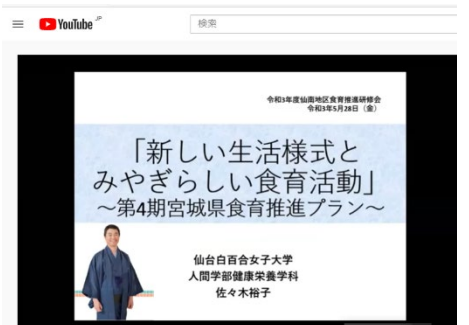 YouTube JP
検索
令和3年度仙南地区食育推進研修会
令和3年5月28日（金）
「新しい生活様式と
みやぎらしい食育活動」
～第4期宮城県食育推進プラン～
仙台白百合女子大学
人間学部健康栄養学科
佐々木裕子